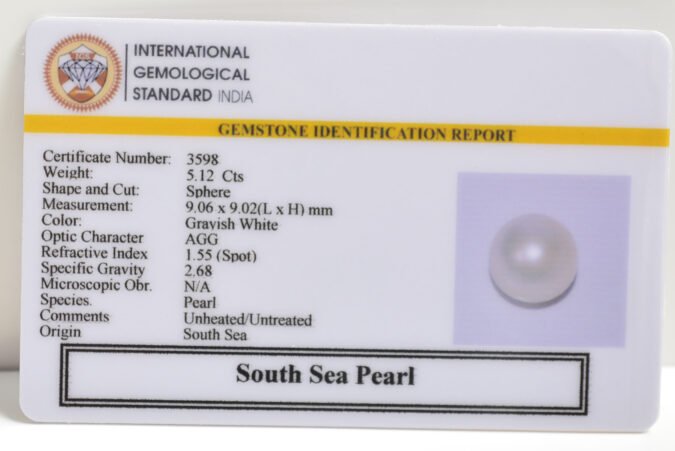 IGS
INTERNATIONAL
GEMOLOGICAL
STANDARD INDIA
GEMSTONE IDENTIFICATION REPORT
Certificate Number: 3598
Weight: 5.12 Cts
Shape and Cut: Sphere
Measurement: 9.06 x 9.02(L x H) mm
Color: Grayish White
Optic Character AGG
Refractive Index 1.55 (Spot)
Specific Gravity 2.68
Microscopic Obr. N/A
Species. Pearl
Comments Unheated/Untreated
Origin South Sea
South Sea Pearl